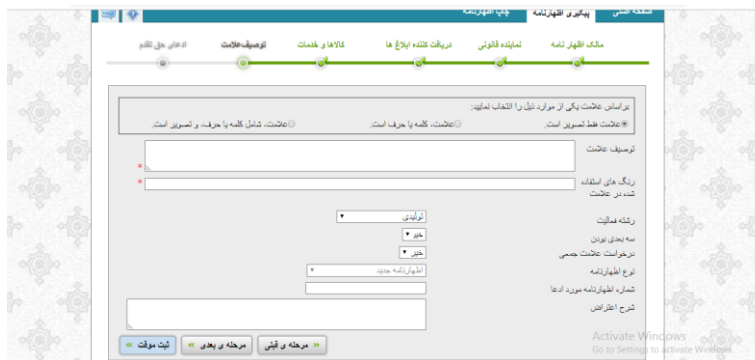 صفحه اصلی پیگیری اظهارنامه چاپ اظهارنامه
مالک اظهار نامه نماینده قانونی دریافت کننده ابلاغ ها کالاها و خدمات توصیف علامت ادعای حق تقدم
براساس علامت یکی از موارد ذیل را انتخاب نمایید:
علامت فقط تصویر است. علامت، کلمه یا حرف است. علامت، شامل کلمه یا حرف، و تصویر است.
توصیف علامت
*
رنگ های استفاده شده در علامت
*
رشته فعالیت تولیدی
سه بعدی بودن خیر
درخواست علامت جمعی خیر
نوع اظهارنامه اظهارنامه جدید
شماره اظهارنامه مورد ادعا
شرح اعتراض
« مرحله ی قبلی مرحله ی بعدی » ثبت موقت »
Activate Windows
Go to Settings to activate Windows.